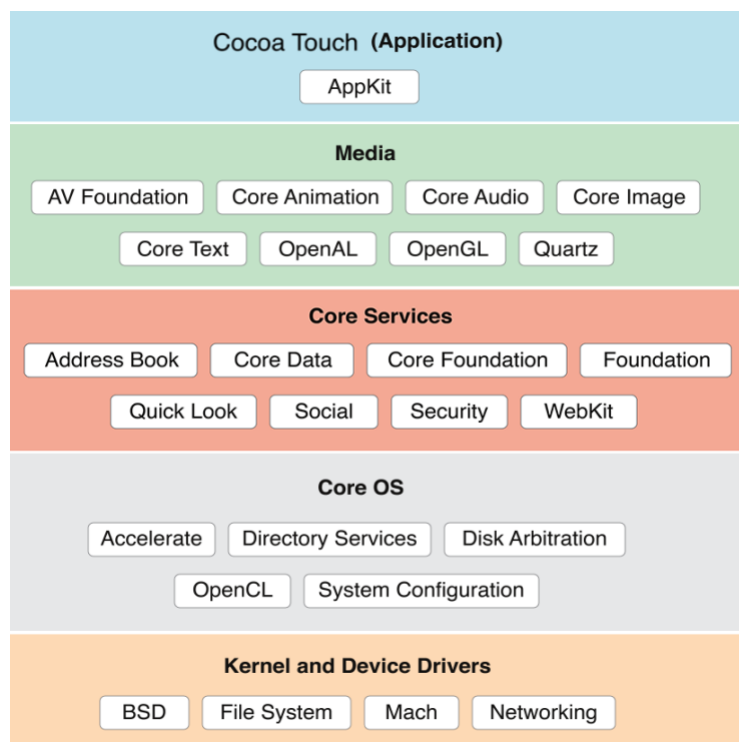 Cocoa Touch (Application)
AppKit
Media
AV Foundation Core Animation Core Audio Core Image
Core Text OpenAL OpenGL Quartz
Core Services
Address Book Core Data Core Foundation Foundation
Quick Look Social Security WebKit
Core OS
Accelerate Directory Services Disk Arbitration
OpenCL System Configuration
Kernel and Device Drivers
BSD File System Mach Networking